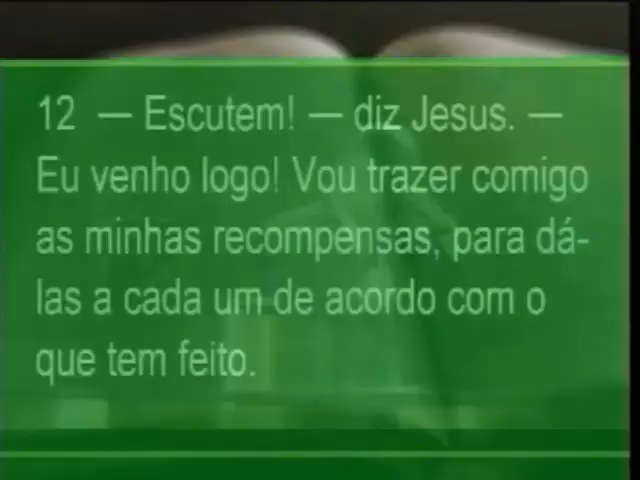 12 — Escutem! — diz Jesus. —
Eu venho logo! Vou trazer comigo
as minhas recompensas, para dá-
las a cada um de acordo com o
que tem feito.